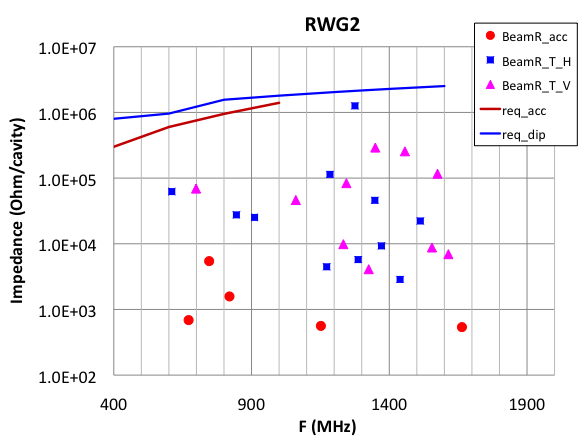 RWG2
BeamR_acc
BeamR_T_H
BeamR_T_V
req_acc
req_dip
1.0E+07
1.0E+06
1.0E+05
1.0E+04
1.0E+03
1.0E+02
Impedance (Ohm/cavity)
400 900 1400 1900
F (MHz)